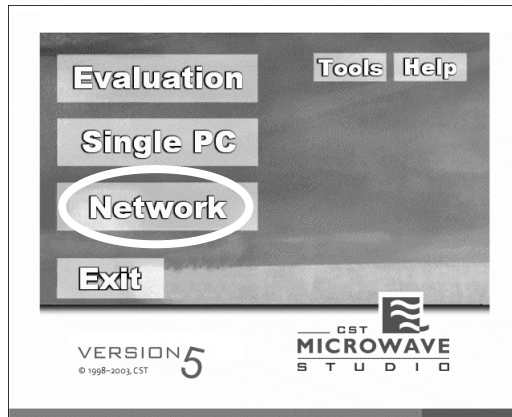 Evaluation
Tools Help
Single PC
Network
Exit
VERSION 5
© 1998–2003, CST
CST
MICROWAVE
STUDIO